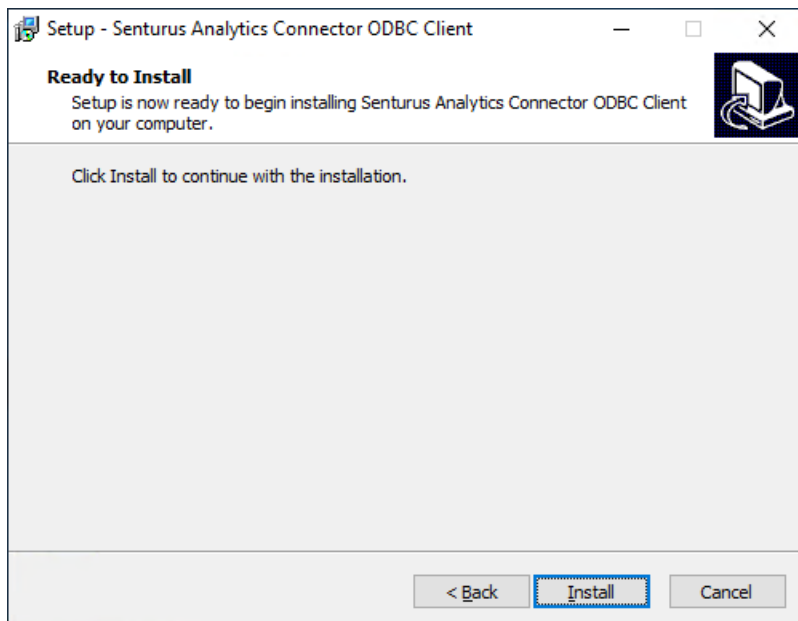 Setup - Senturus Analytics Connector ODBC Client
Ready to Install
Setup is now ready to begin installing Senturus Analytics Connector ODBC Client
on your computer.
Click Install to continue with the installation.
< Back
Install
Cancel